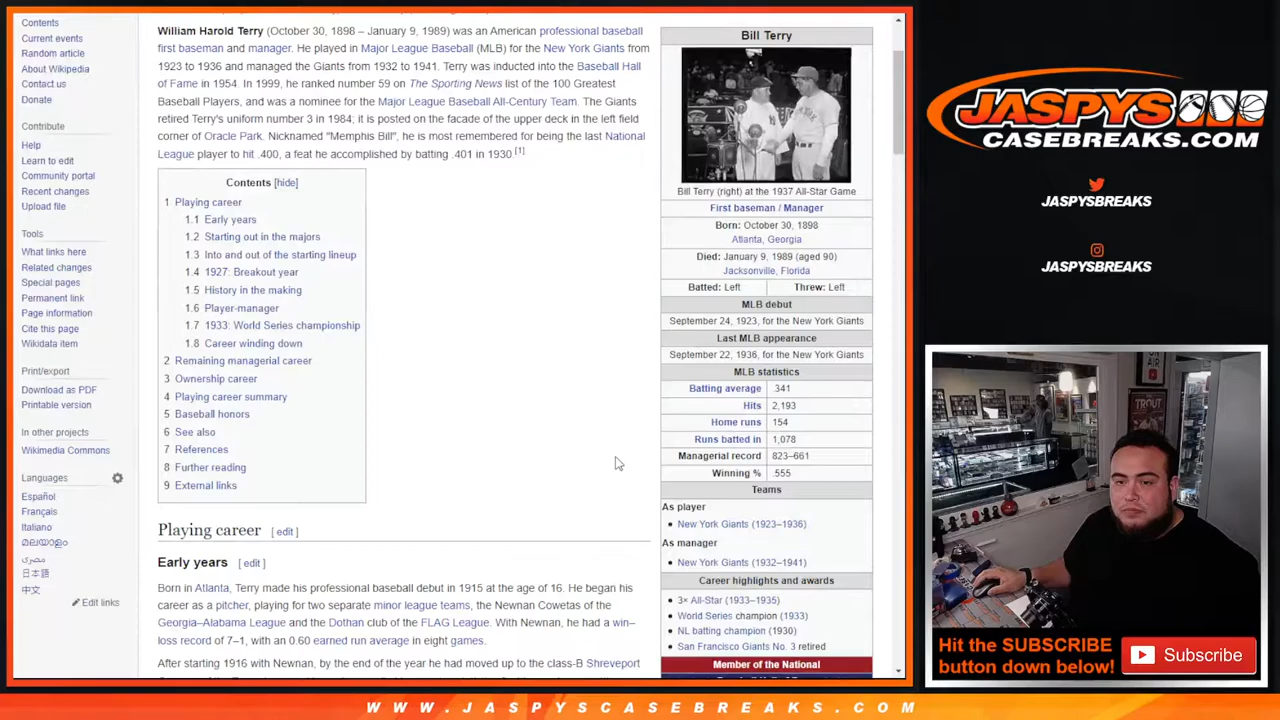 Contents
Current events
Random article
About Wikipedia
Contact us
Donate
Contribute
Help
Learn to edit
Community portal
Recent changes
Upload file
Tools
What links here
Related changes
Special pages
Permanent link
Page information
Cite this page
Wikidata item
Print/export
Download as PDF
Printable version
In other projects
Wikimedia Commons
Languages
Español
Français
Italiano
മലയാളം
مصرى
日本語
中文
Edit links
William Harold Terry (October 30, 1898 – January 9, 1989) was an American professional baseball
first baseman and manager. He played in Major League Baseball (MLB) for the New York Giants from
1923 to 1936 and managed the Giants from 1932 to 1941. Terry was inducted into the Baseball Hall
of Fame in 1954. In 1999, he ranked number 59 on The Sporting News list of the 100 Greatest
Baseball Players, and was a nominee for the Major League Baseball All-Century Team. The Giants
retired Terry's uniform number 3 in 1984; it is posted on the facade of the upper deck in the left field
corner of Oracle Park. Nicknamed "Memphis Bill", he is most remembered for being the last National
League player to hit .400, a feat he accomplished by batting .401 in 1930.[1]
Contents [hide]
1 Playing career
1.1 Early years
1.2 Starting out in the majors
1.3 Into and out of the starting lineup
1.4 1927: Breakout year
1.5 History in the making
1.6 Player-manager
1.7 1933: World Series championship
1.8 Career winding down
2 Remaining managerial career
3 Ownership career
4 Playing career summary
5 Baseball honors
6 See also
7 References
8 Further reading
9 External links
Playing career [edit]
Early years [edit]
Born in Atlanta, Terry made his professional baseball debut in 1915 at the age of 16. He began his
career as a pitcher, playing for two separate minor league teams, the Newnan Cowetas of the
Georgia–Alabama League and the Dothan club of the FLAG League. With Newnan, he had a win–
loss record of 7–1, with an 0.60 earned run average in eight games.
After starting 1916 with Newnan, by the end of the year he had moved up to the class-B Shreveport
Bill Terry
Bill Terry (right) at the 1937 All-Star Game
First baseman / Manager
Born: October 30, 1898
Atlanta, Georgia
Died: January 9, 1989 (aged 90)
Jacksonville, Florida
Batted: Left Threw: Left
MLB debut
September 24, 1923, for the New York Giants
Last MLB appearance
September 22, 1936, for the New York Giants
MLB statistics
Batting average .341
Hits 2,193
Home runs 154
Runs batted in 1,078
Managerial record 823–661
Winning % .555
Teams
As player
• New York Giants (1923–1936)
As manager
• New York Giants (1932–1941)
Career highlights and awards
• 3× All-Star (1933–1935)
• World Series champion (1933)
• NL batting champion (1930)
• San Francisco Giants No. 3 retired
Member of the National
JASPYS
CASEBREAKS.COM
JASPYSBREAKS
JASPYSBREAKS
ON
AIR
TROUT
Hit the SUBSCRIBE
button down below!
Subscribe
WWW.JASPYSCASEBREAKS.COM